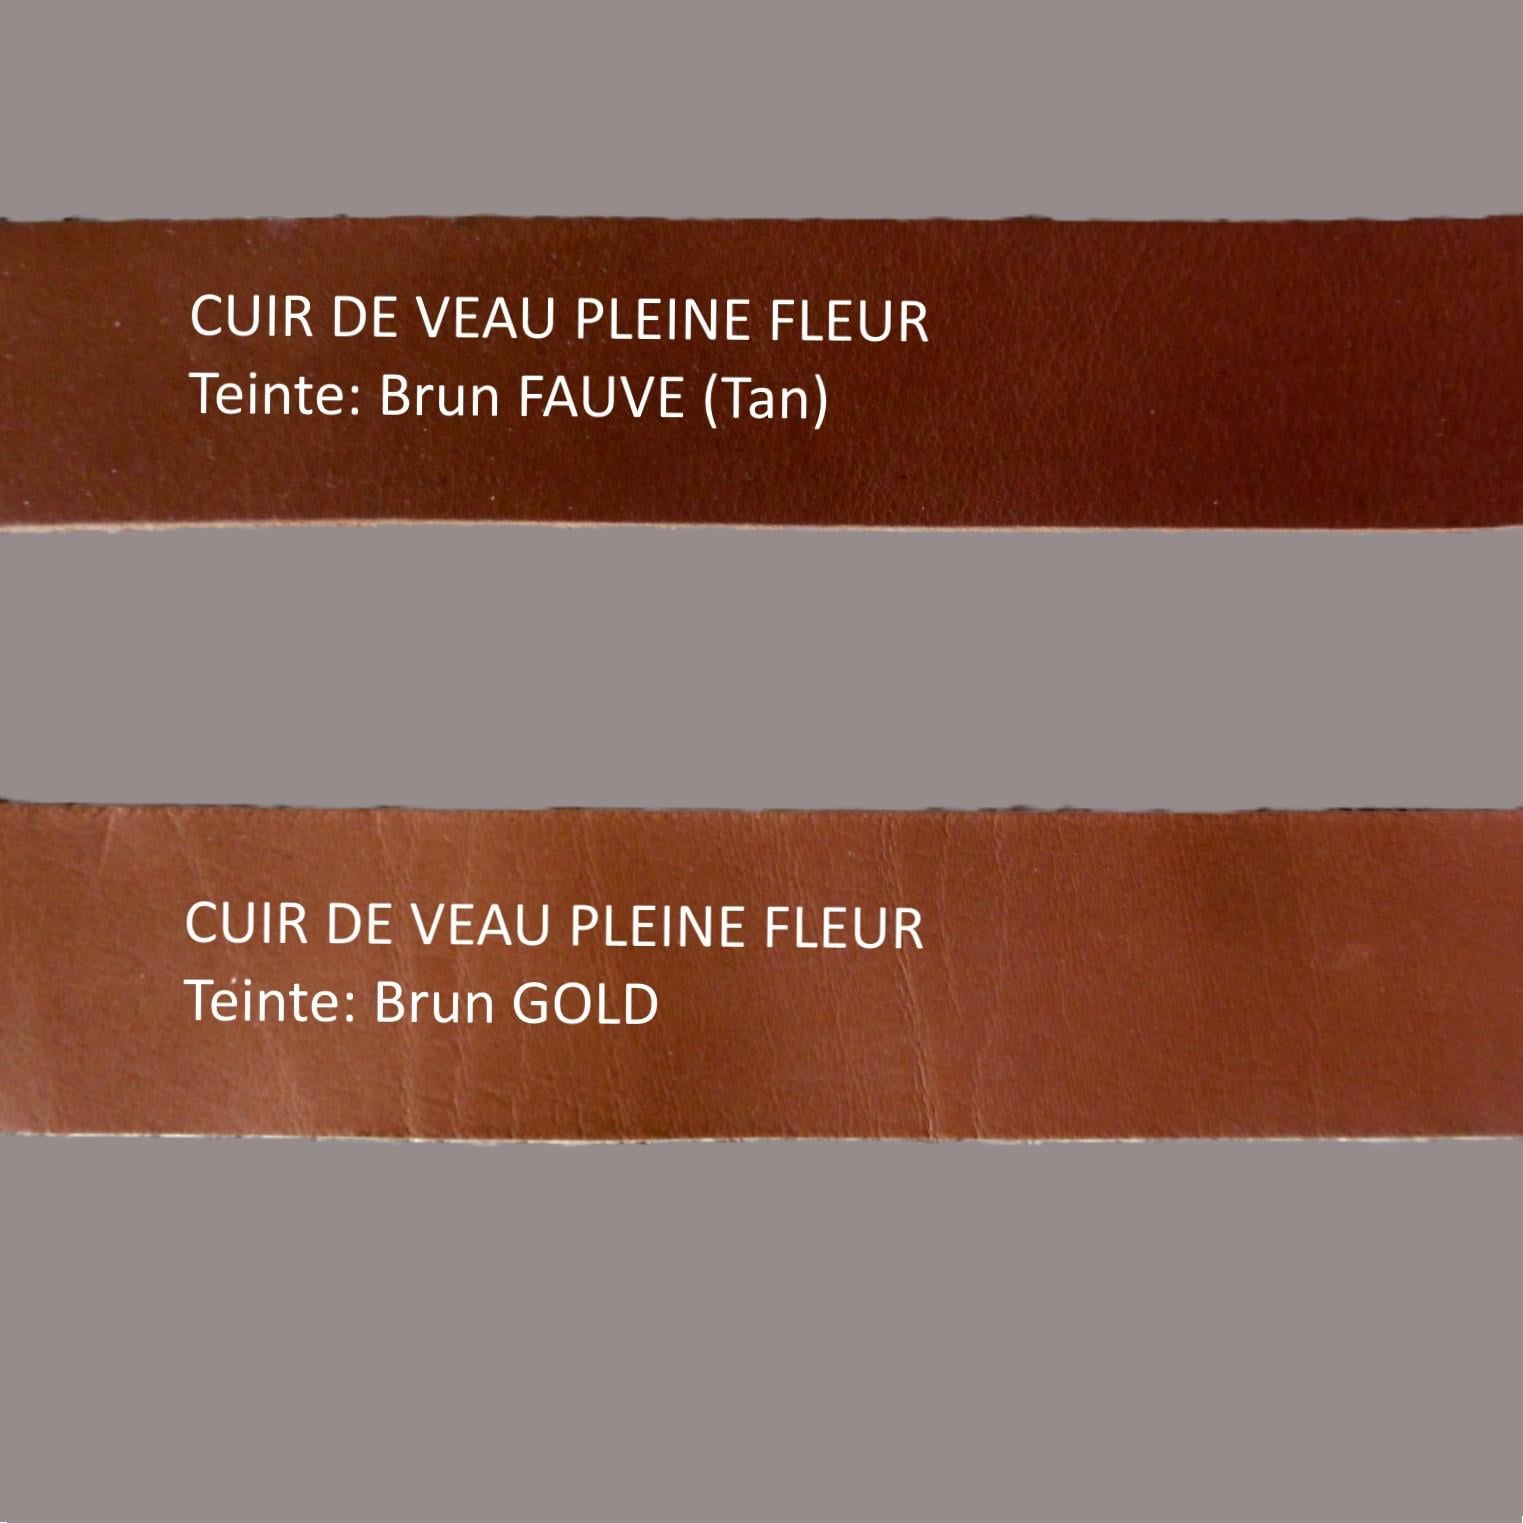 CUIR DE VEAU PLEINE FLEUR
Teinte: Brun FAUVE (Tan)
CUIR DE VEAU PLEINE FLEUR
Teinte: Brun GOLD